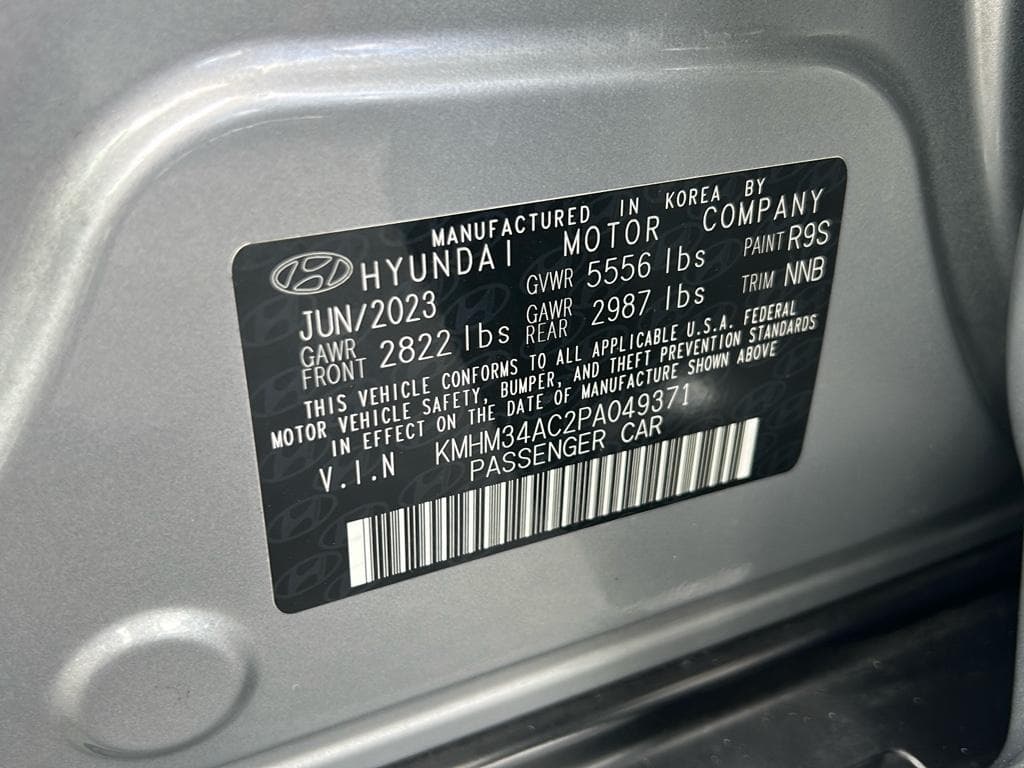 MANUFACTURED IN KOREA BY
HYUNDAI MOTOR COMPANY
JUN/2023 GVWR 5556 lbs PAINT R9S
GAWR FRONT 2822 lbs GAWR REAR 2987 lbs TRIM NNB
THIS VEHICLE CONFORMS TO ALL APPLICABLE U.S.A. FEDERAL
MOTOR VEHICLE SAFETY, BUMPER, AND THEFT PREVENTION STANDARDS
IN EFFECT ON THE DATE OF MANUFACTURE SHOWN ABOVE
V.I.N KMHM34AC2PA049371
PASSENGER CAR